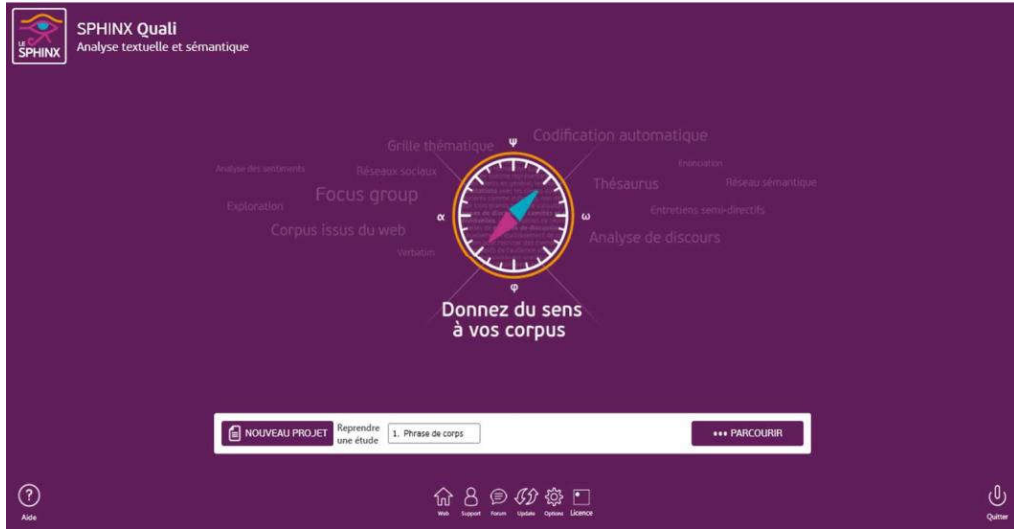 LE
SPHINX
SPHINX Quali
Analyse textuelle et sémantique
ψ
Codification automatique
Grille thématique
Analyse des sentiments
Réseaux sociaux
Enonciation
Focus group
Thésaurus
Réseau sémantique
Exploration
α
ω
Entretiens semi-directifs
Corpus issus du web
Analyse de discours
Verbatim
φ
Donnez du sens
à vos corpus
NOUVEAU PROJET
Reprendre
une étude
1. Phrase de corps
••• PARCOURIR
?
Aide
Web
Support
Forum
Update
Options
Licence
Quitter